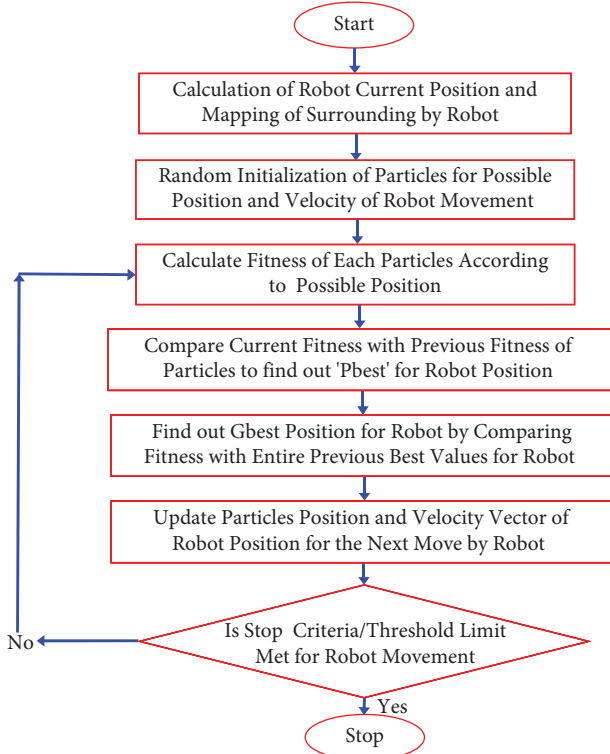 Start
Calculation of Robot Current Position and
Mapping of Surrounding by Robot
Random Initialization of Particles for Possible
Position and Velocity of Robot Movement
Calculate Fitness of Each Particles According
to Possible Position
Compare Current Fitness with Previous Fitness of
Particles to find out 'Pbest' for Robot Position
Find out Gbest Position for Robot by Comparing
Fitness with Entire Previous Best Values for Robot
Update Particles Position and Velocity Vector of
Robot Position for the Next Move by Robot
Is Stop Criteria/Threshold Limit
Met for Robot Movement
No
Yes
Stop